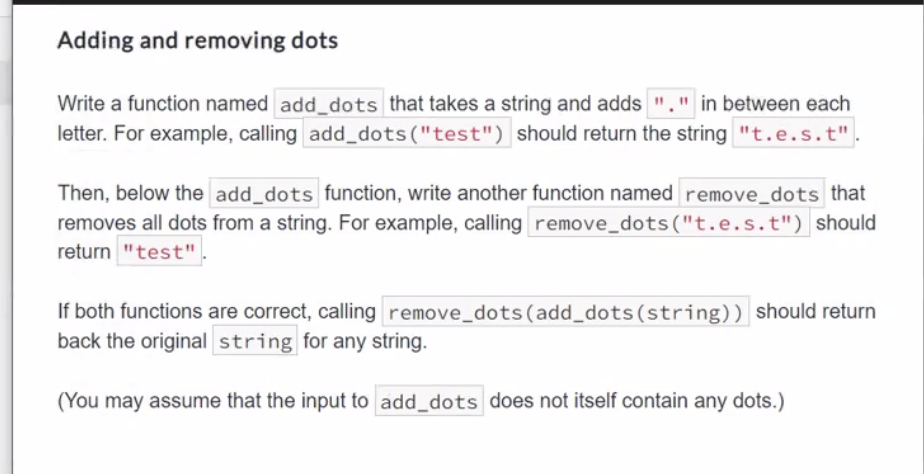 Adding and removing dots
Write a function named add_dots that takes a string and adds "." in between each
letter. For example, calling add_dots("test") should return the string "t.e.s.t".
Then, below the add_dots function, write another function named remove_dots that
removes all dots from a string. For example, calling remove_dots("t.e.s.t") should
return "test".
If both functions are correct, calling remove_dots(add_dots(string)) should return
back the original string for any string.
(You may assume that the input to add_dots does not itself contain any dots.)